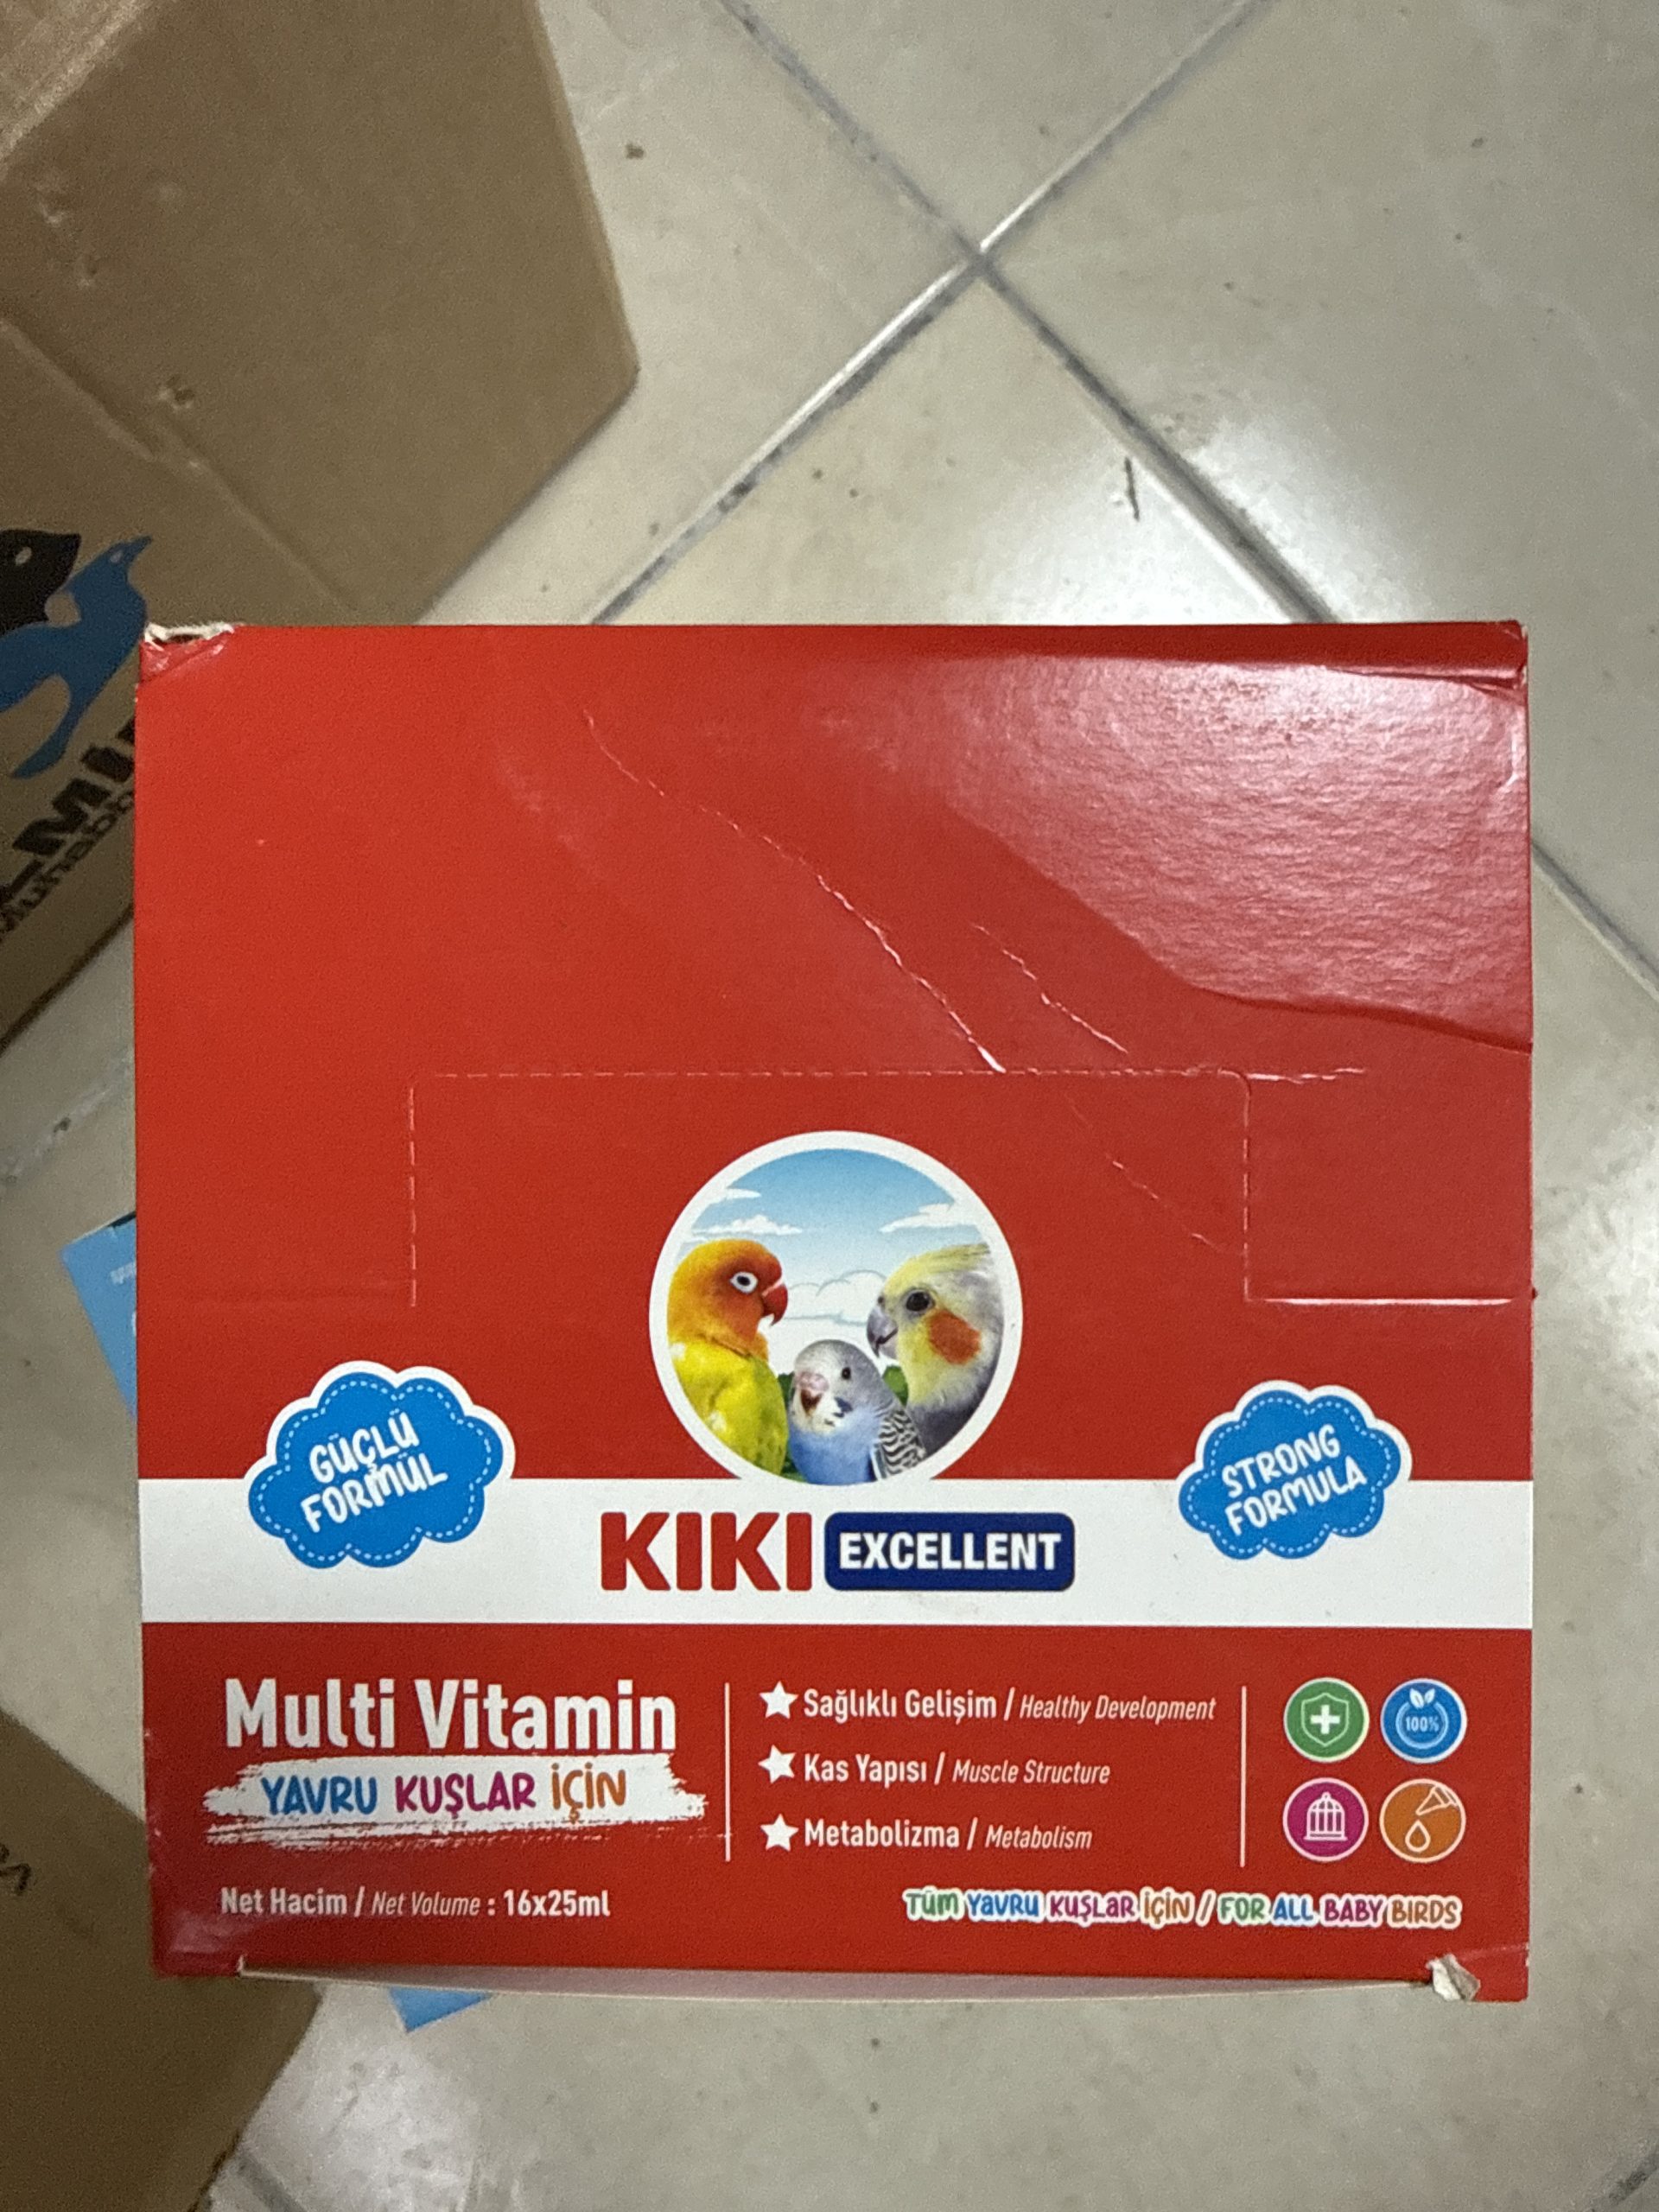 GÜÇLÜ
FORMÜL
STRONG
FORMULA
KIKI EXCELLENT
Multi Vitamin
YAVRU KUŞLAR İÇİN
Sağlıklı Gelişim / Healthy Development
Kas Yapısı / Muscle Structure
Metabolizma / Metabolism
100%
Net Hacim / Net Volume : 16x25ml
TÜM YAVRU KUŞLAR İÇİN / FOR ALL BABY BIRDS